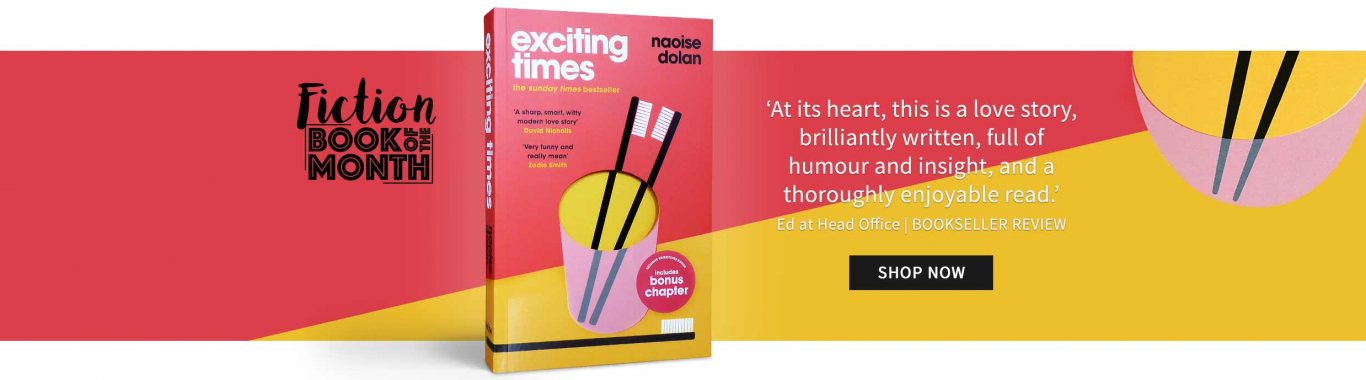 Fiction
BOOK OF THE
MONTH
exciting times
exciting
times
naoise
dolan
the sunday times bestseller
'A sharp, smart, witty
modern love story'
David Nicholls
'Very funny and
really mean'
Zadie Smith
includes
bonus
chapter
‘At its heart, this is a love story,
brilliantly written, full of
humour and insight, and a
thoroughly enjoyable read.’
Ed at Head Office | BOOKSELLER REVIEW
SHOP NOW